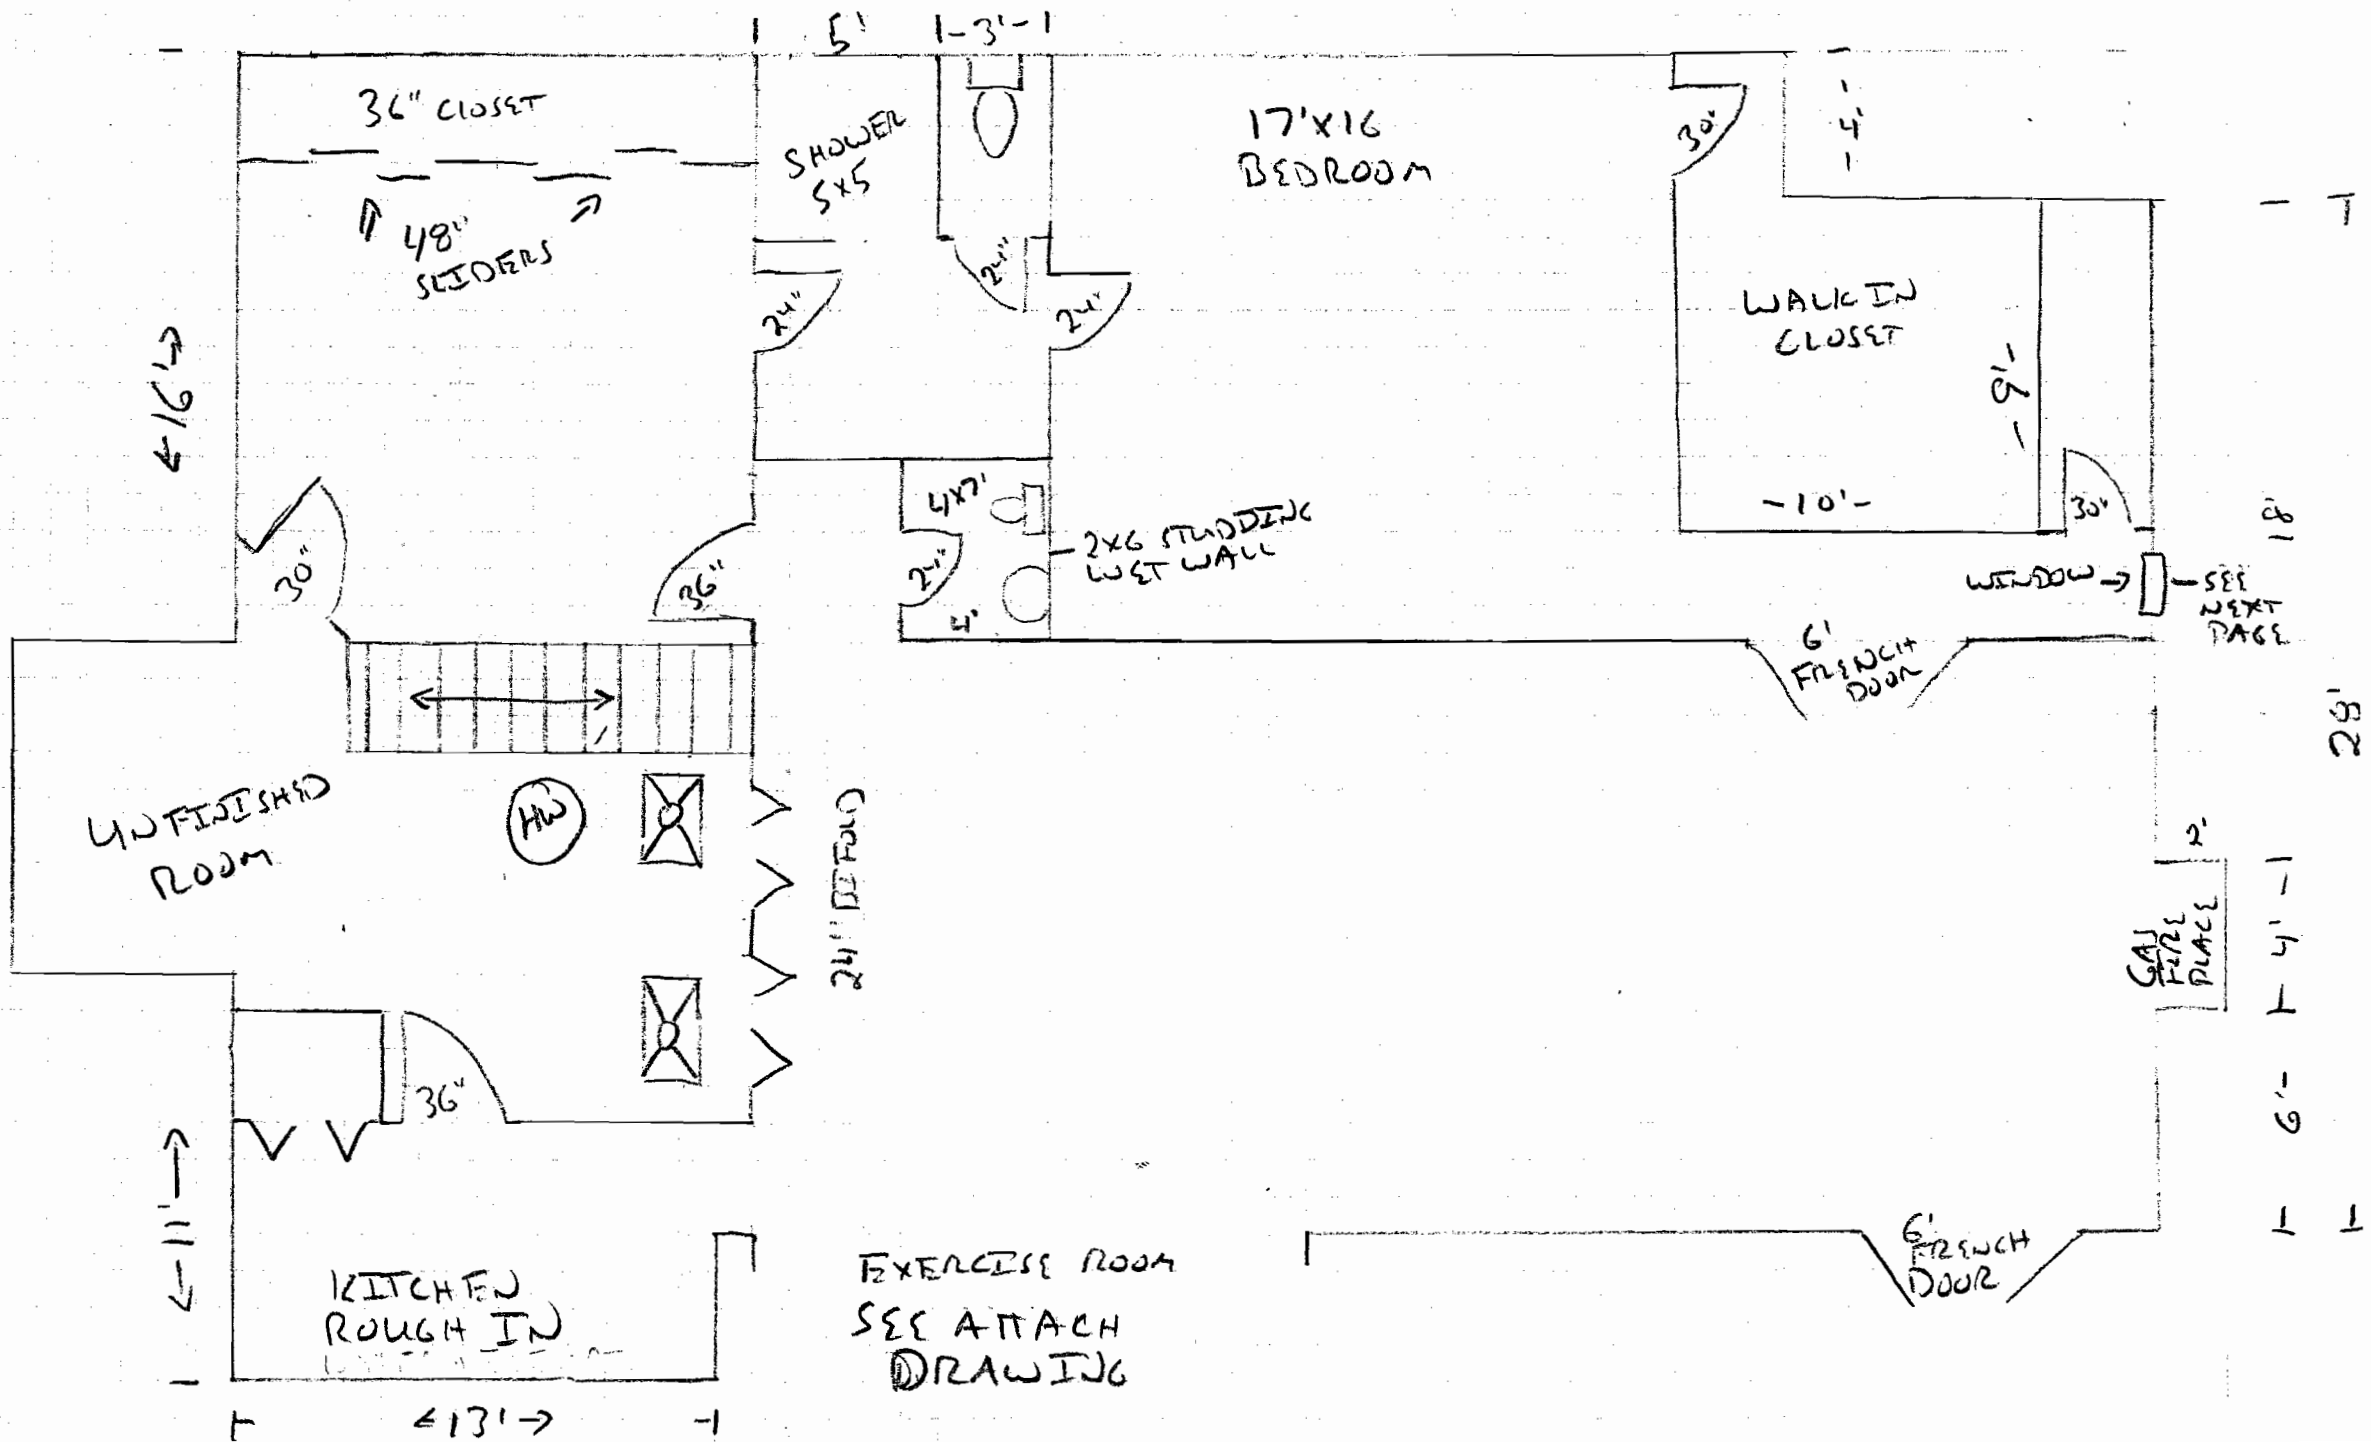 5'
-3'-
36" CLOSET
SHOWER
5x5
17'X16
BEDROOM
30"
4'
48"
SLIDERS
24"
24"
24"
WALK IN
CLOSET
-9'-
16'
4x7'
2X6 STUDDING
WET WALL
-10'-
30"
18
30"
36"
24"
4'
WINDOW
SEE
NEXT
PAGE
6'
FRENCH
DOOR
28'
UNFINISHED
ROOM
HW
24" BIFOLD
2'
GAS
FIRE
PLACE
4'
36"
6'
11'
KITCHEN
ROUGH IN
EXERCISE ROOM
SEE ATTACH
DRAWING
6'
FRENCH
DOOR
13'